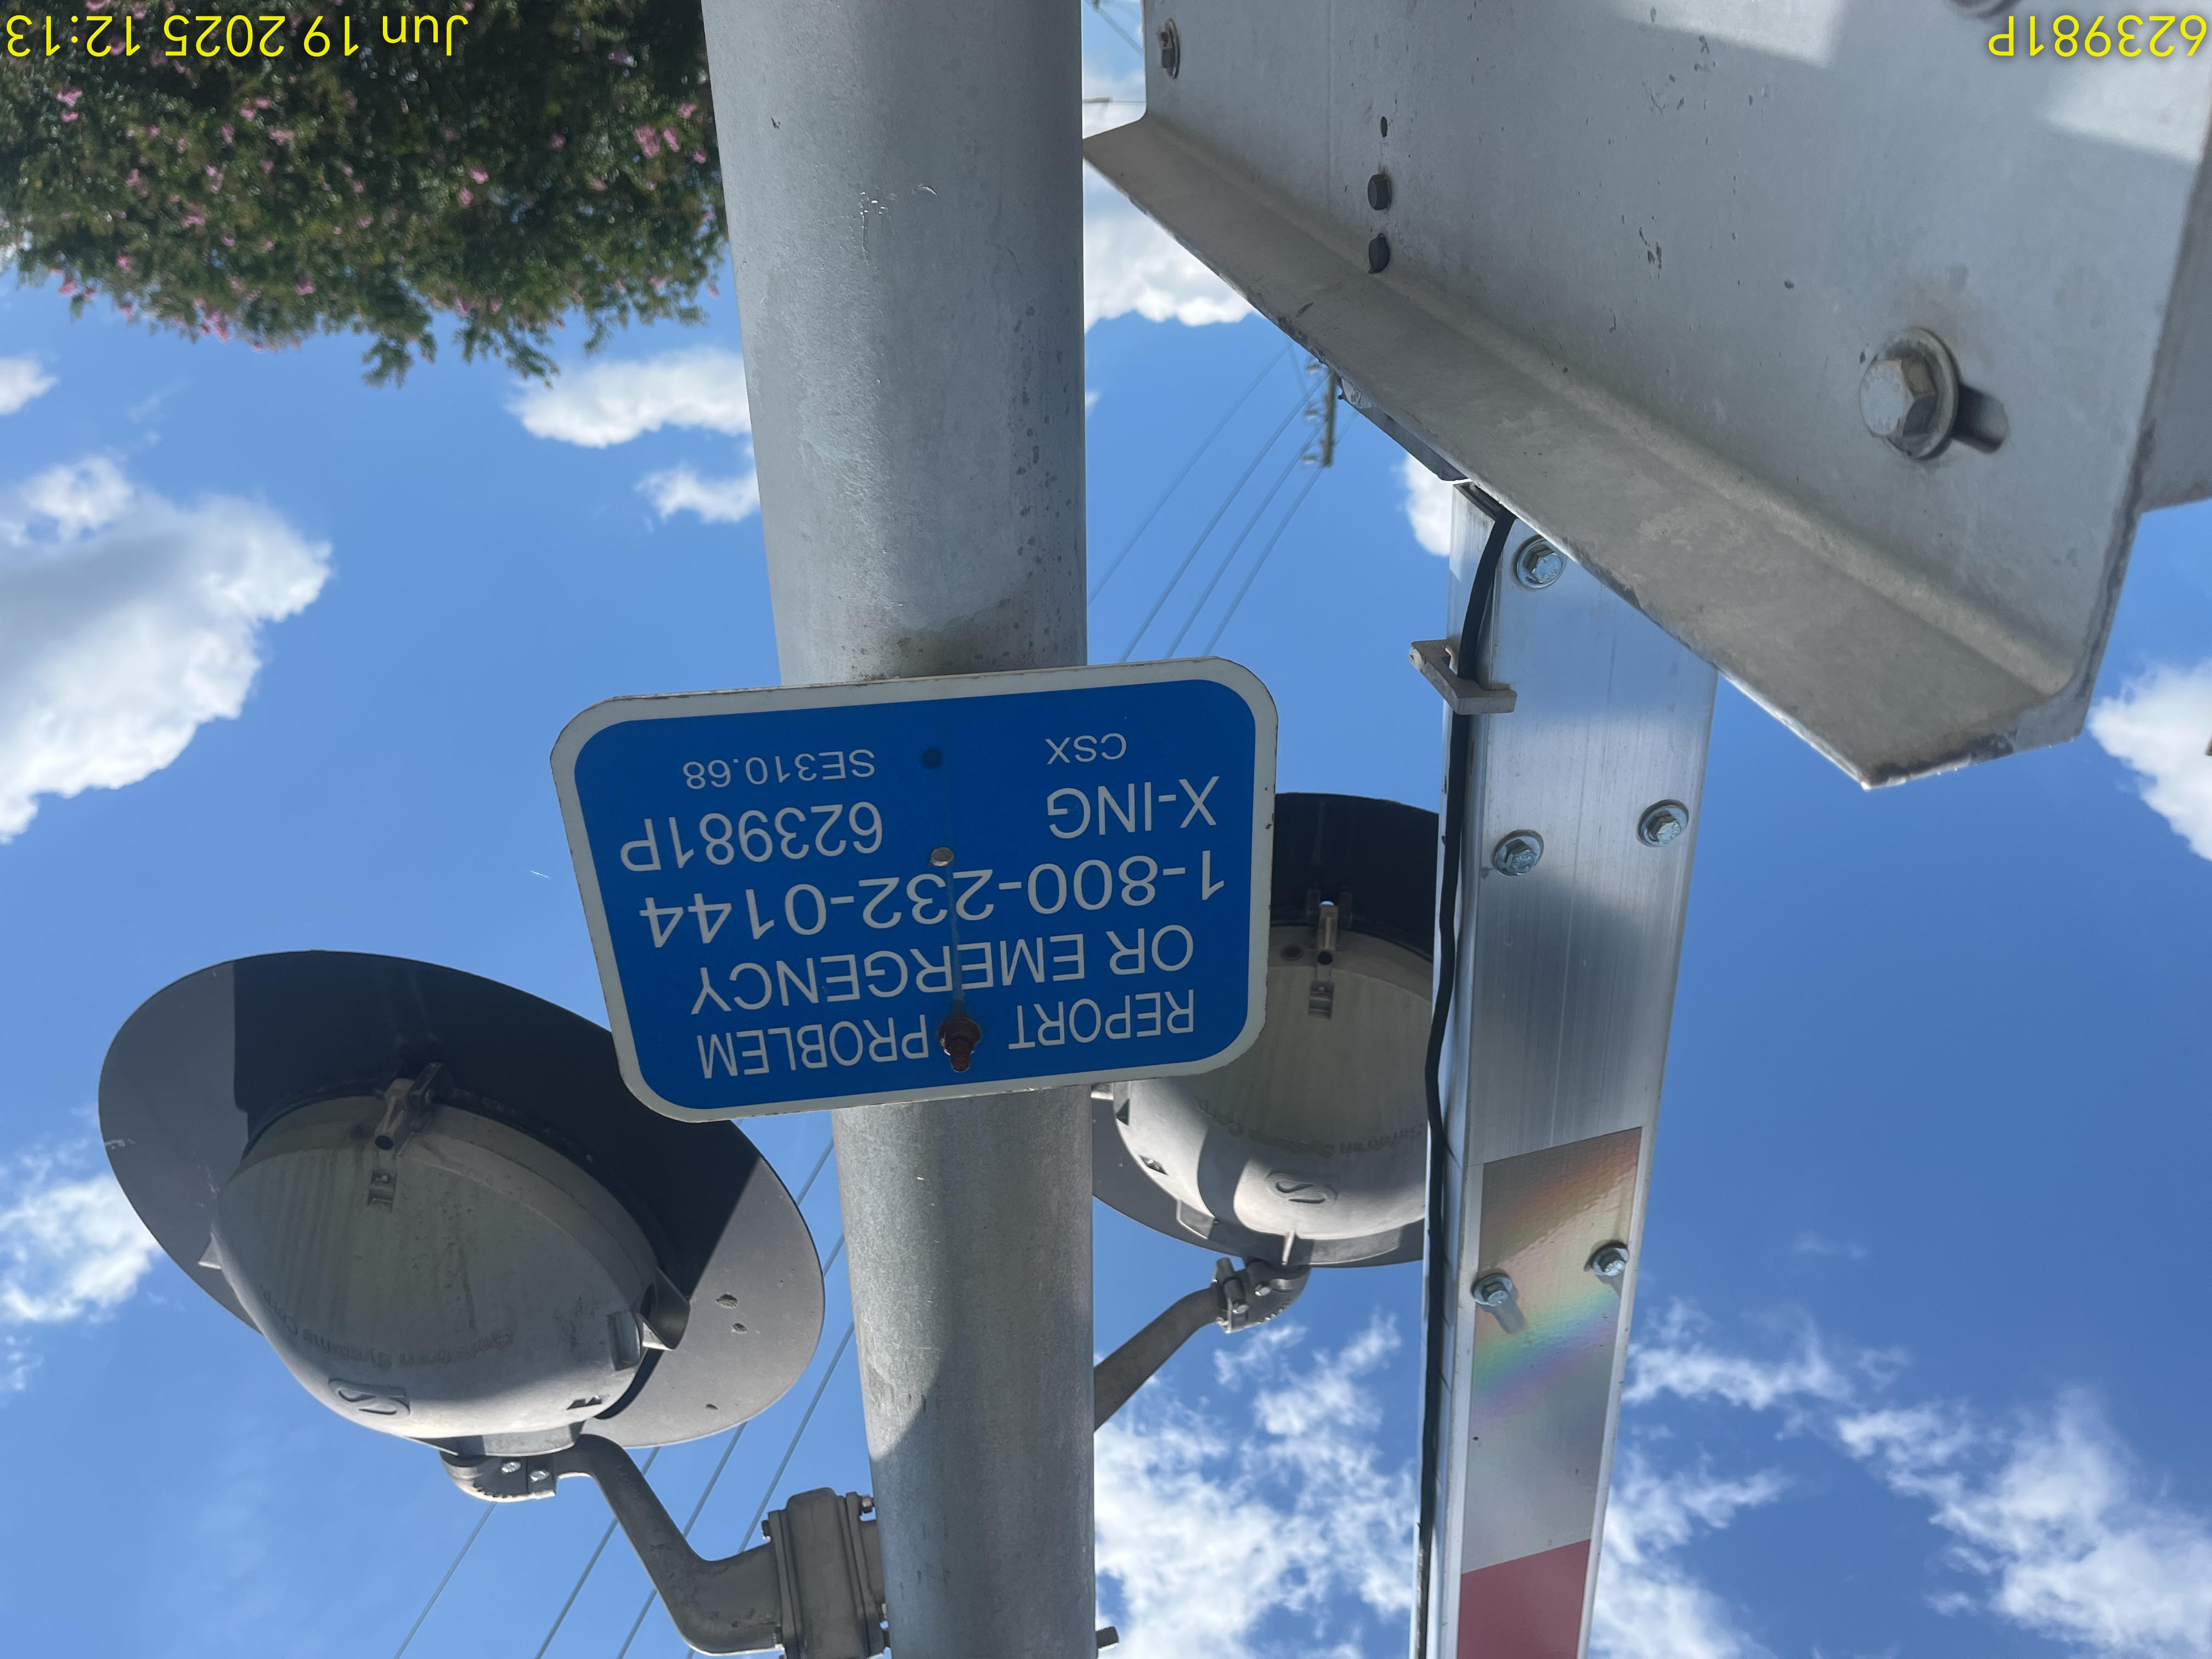 REPORT PROBLEM
OR EMERGENCY
1-800-232-0144
X-ING 623981P
CSX SE310.68
623981P
Jun 19 2025 12:13